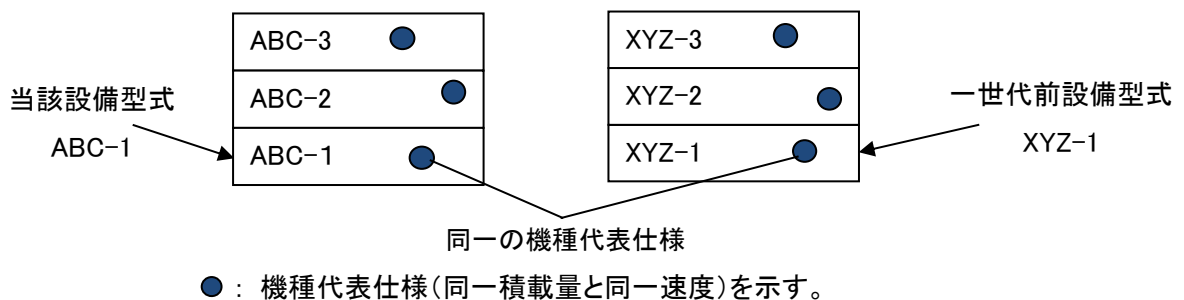 ABC-3
ABC-2
ABC-1
XYZ-3
XYZ-2
XYZ-1
当該設備型式
ABC-1
一世代前設備型式
XYZ-1
同一の機種代表仕様
： 機種代表仕様（同一積載量と同一速度）を示す。